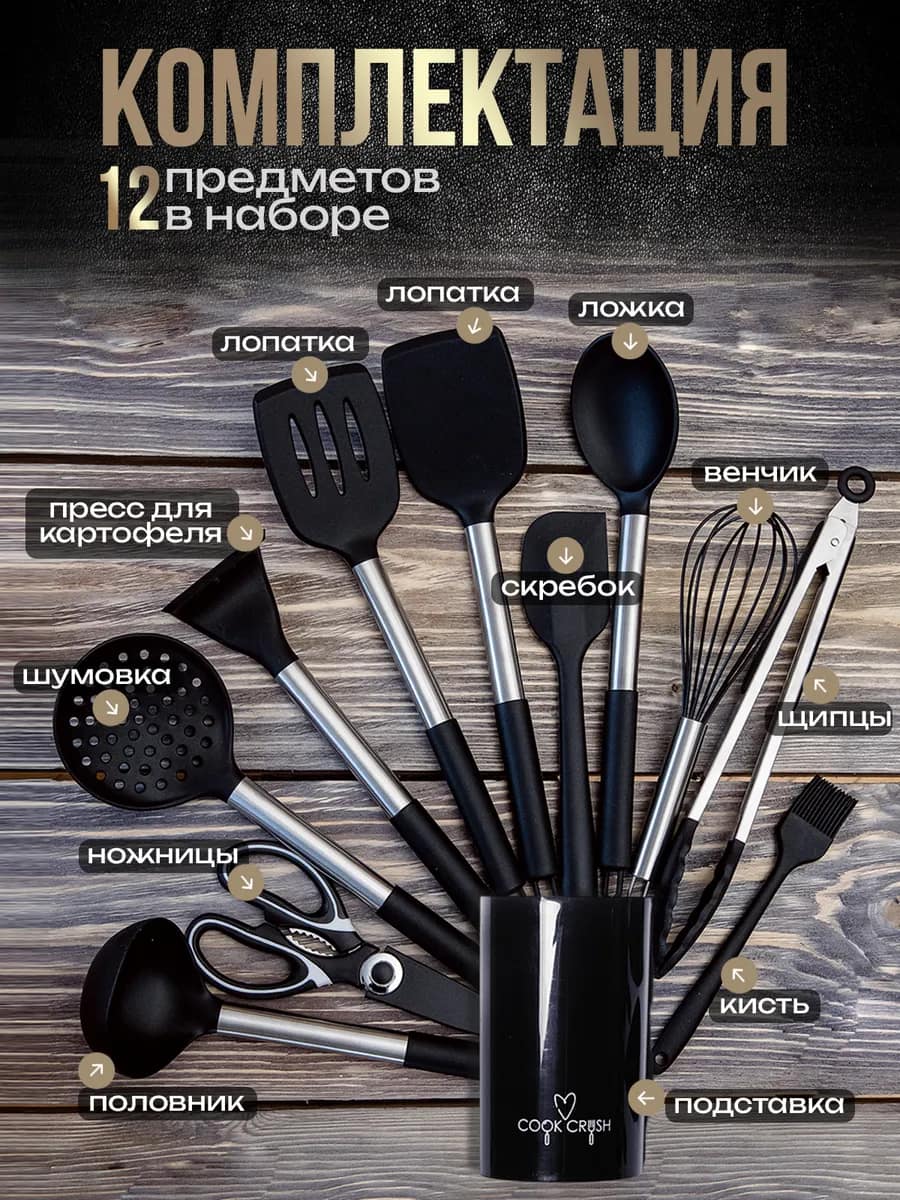 КОМПЛЕКТАЦИЯ
12 предметов
в наборе
лопатка
ложка
лопатка
венчик
пресс для
картофеля
скребок
шумовка
щипцы
ножницы
кисть
половник
подставка
COOK CRUSH